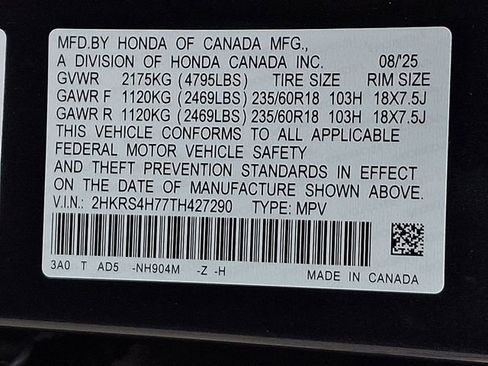 MFD.BY HONDA OF CANADA MFG.,
A DIVISION OF HONDA CANADA INC. 08/'25
GVWR 2175KG (4795LBS) TIRE SIZE RIM SIZE
GAWR F 1120KG (2469LBS) 235/60R18 103H 18X7.5J
GAWR R 1120KG (2469LBS) 235/60R18 103H 18X7.5J
THIS VEHICLE CONFORMS TO ALL APPLICABLE
FEDERAL MOTOR VEHICLE SAFETY
AND THEFT PREVENTION STANDARDS IN EFFECT
ON THE DATE OF MANUFACTURE SHOWN ABOVE.
V.I.N.: 2HKRS4H77TH427290 TYPE: MPV
3A0 T AD5 -NH904M -Z -H
MADE IN CANADA